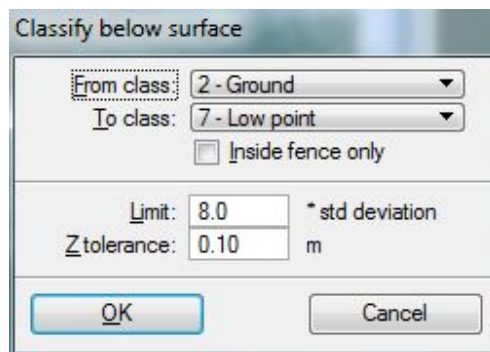 Classify below surface
From class: 2 - Ground
To class: 7 - Low point
Inside fence only
Limit: 8.0 * std deviation
Z tolerance: 0.10 m
OK Cancel